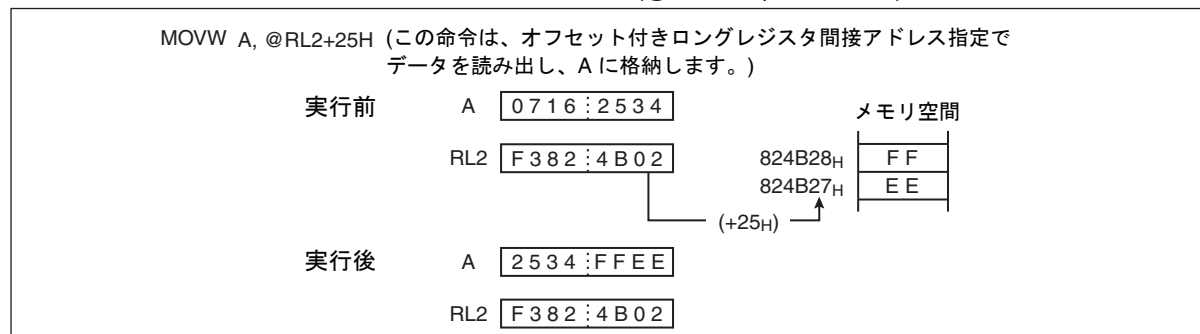 MOVW A, @RL2+25H (この命令は、オフセット付きロングレジスタ間接アドレス指定で
データを読み出し、A に格納します。)
実行前 A 0716 2534 メモリ空間
RL2 F382 4B02 824B28H FF
824B27H EE
(+25H)
実行後 A 2534 FFEE
RL2 F382 4B02